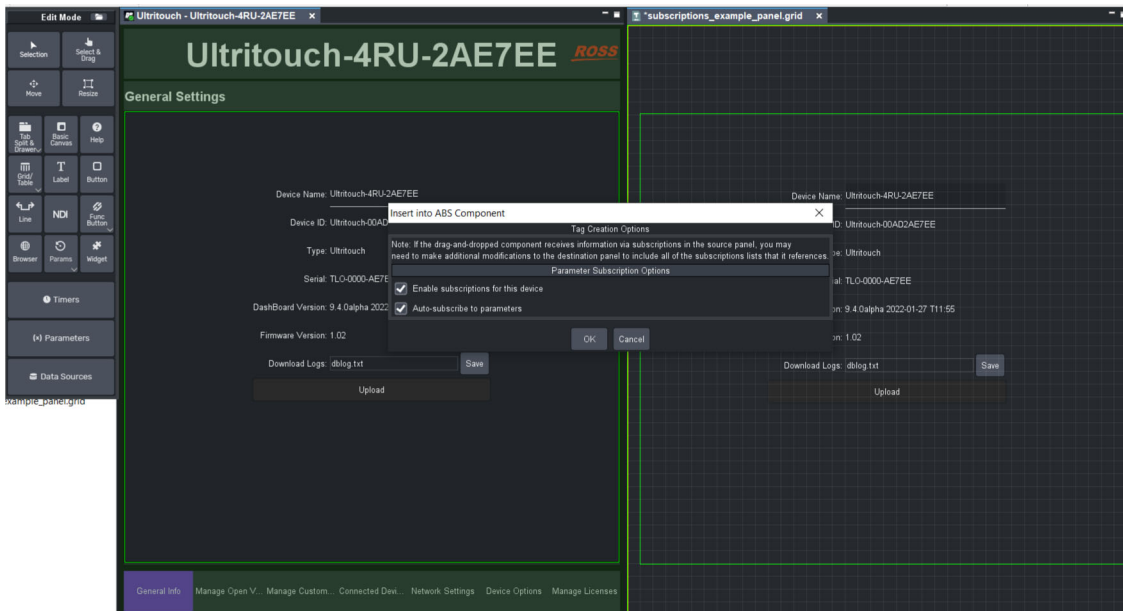 Edit Mode
Selection
Select & Drag
Move
Resize
Tab Split & Drawer
Basic Canvas
Help
Grid/ Table
T
Label
Button
Line
NDI
Func Button
Browser
Params
Widget
Timers
(x) Parameters
Data Sources
example_panel.grid
Ultritouch - Ultritouch-4RU-2AE7EE
Ultritouch-4RU-2AE7EE
ROSS
General Settings
Device Name: Ultritouch-4RU-2AE7EE
Device ID: Ultritouch-00AD
Type: Ultritouch
Serial: TLO-0000-AE7E
DashBoard Version: 9.4.0alpha 2022
Firmware Version: 1.02
Download Logs: dblog.txt Save
Upload
General Info Manage Open V... Manage Custom... Connected Devi... Network Settings Device Options Manage Licenses
Insert into ABS Component
Tag Creation Options
Note: If the drag-and-dropped component receives information via subscriptions in the source panel, you may
need to make additional modifications to the destination panel to include all of the subscriptions lists that it references.
Parameter Subscription Options
Enable subscriptions for this device
Auto-subscribe to parameters
OK Cancel
*subscriptions_example_panel.grid
Device Name: Ultritouch-4RU-2AE7EE
ID: Ultritouch-00AD2AE7EE
pe: Ultritouch
ial: TLO-0000-AE7EE
on: 9.4.0alpha 2022-01-27 T11:55
on: 1.02
Download Logs: dblog.txt Save
Upload